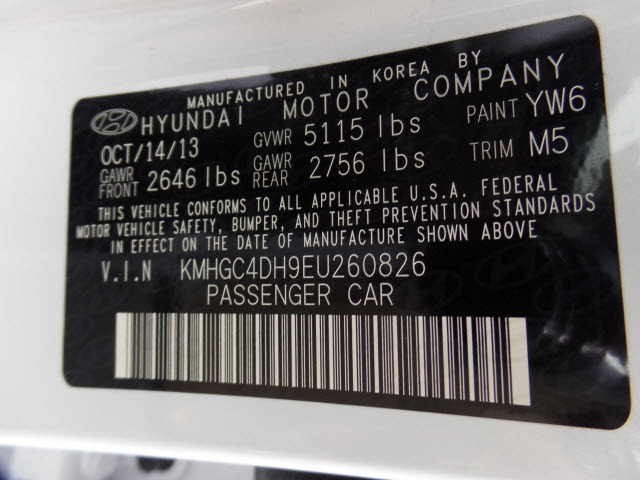 MANUFACTURED IN KOREA BY
HYUNDAI MOTOR COMPANY
OCT/14/13 GVWR 5115 lbs PAINT YW6
GAWR FRONT 2646 lbs GAWR REAR 2756 lbs TRIM M5
THIS VEHICLE CONFORMS TO ALL APPLICABLE U.S.A. FEDERAL
MOTOR VEHICLE SAFETY, BUMPER, AND THEFT PREVENTION STANDARDS
IN EFFECT ON THE DATE OF MANUFACTURE SHOWN ABOVE
V.I.N KMHGC4DH9EU260826
PASSENGER CAR